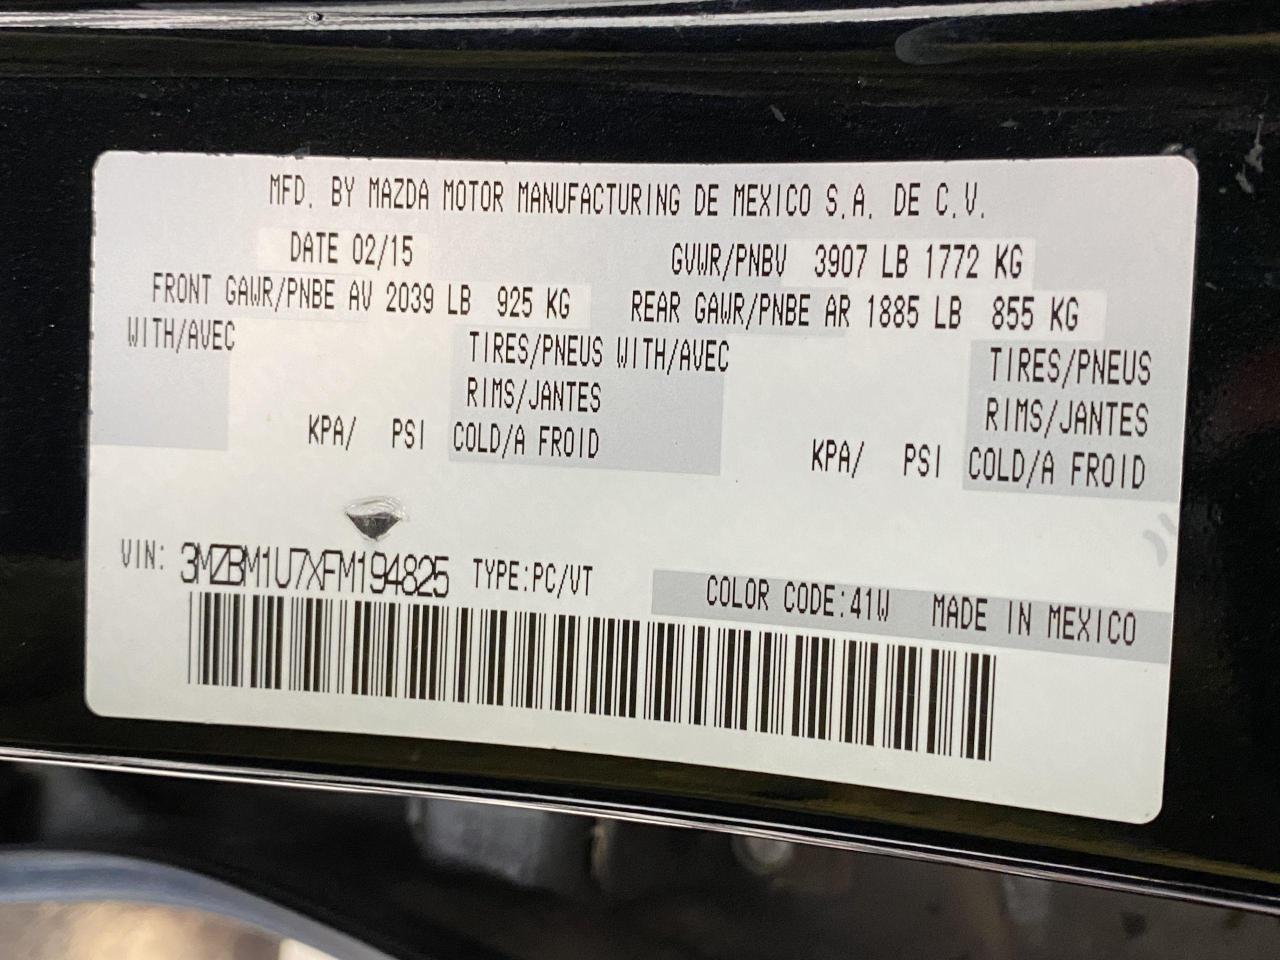 MFD. BY MAZDA MOTOR MANUFACTURING DE MEXICO S.A. DE C.V.
DATE 02/15 GVWR/PNBV 3907 LB 1772 KG
FRONT GAWR/PNBE AV 2039 LB 925 KG REAR GAWR/PNBE AR 1885 LB 855 KG
WITH/AVEC TIRES/PNEUS WITH/AVEC TIRES/PNEUS
RIMS/JANTES RIMS/JANTES
KPA/ PSI COLD/A FROID KPA/ PSI COLD/A FROID
VIN: 3MZBM1U7XFM194825 TYPE:PC/VT COLOR CODE:41W MADE IN MEXICO